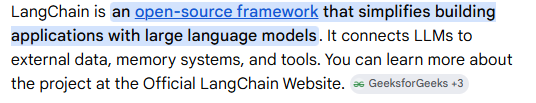 LangChain is an open-source framework that simplifies building
applications with large language models. It connects LLMs to
external data, memory systems, and tools. You can learn more about
the project at the Official LangChain Website. GeeksforGeeks +3